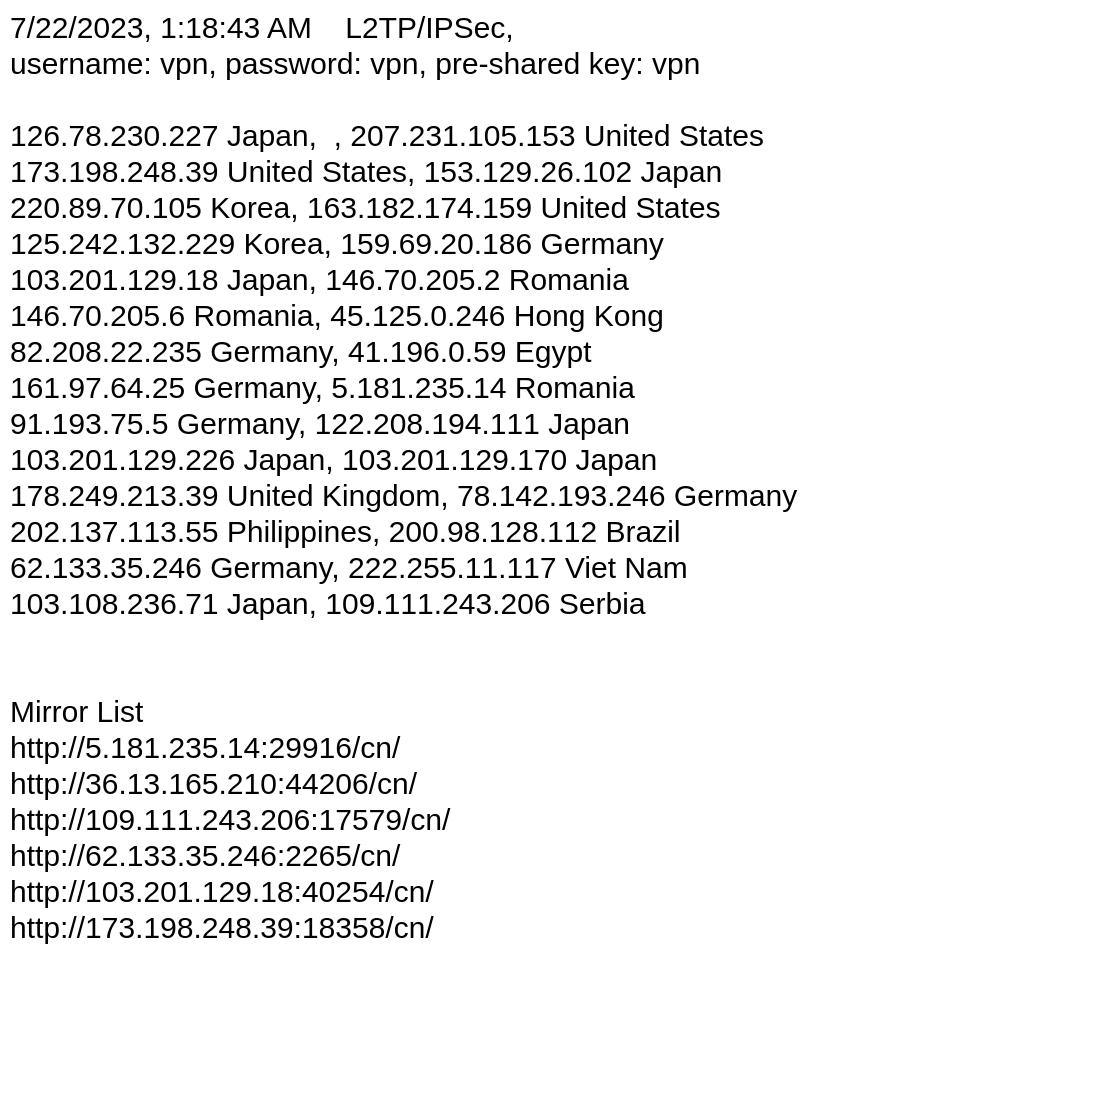 7/22/2023, 1:18:43 AM    L2TP/IPSec,
username: vpn, password: vpn, pre-shared key: vpn
126.78.230.227 Japan,  , 207.231.105.153 United States
173.198.248.39 United States, 153.129.26.102 Japan
220.89.70.105 Korea, 163.182.174.159 United States
125.242.132.229 Korea, 159.69.20.186 Germany
103.201.129.18 Japan, 146.70.205.2 Romania
146.70.205.6 Romania, 45.125.0.246 Hong Kong
82.208.22.235 Germany, 41.196.0.59 Egypt
161.97.64.25 Germany, 5.181.235.14 Romania
91.193.75.5 Germany, 122.208.194.111 Japan
103.201.129.226 Japan, 103.201.129.170 Japan
178.249.213.39 United Kingdom, 78.142.193.246 Germany
202.137.113.55 Philippines, 200.98.128.112 Brazil
62.133.35.246 Germany, 222.255.11.117 Viet Nam
103.108.236.71 Japan, 109.111.243.206 Serbia
Mirror List
http://5.181.235.14:29916/cn/
http://36.13.165.210:44206/cn/
http://109.111.243.206:17579/cn/
http://62.133.35.246:2265/cn/
http://103.201.129.18:40254/cn/
http://173.198.248.39:18358/cn/